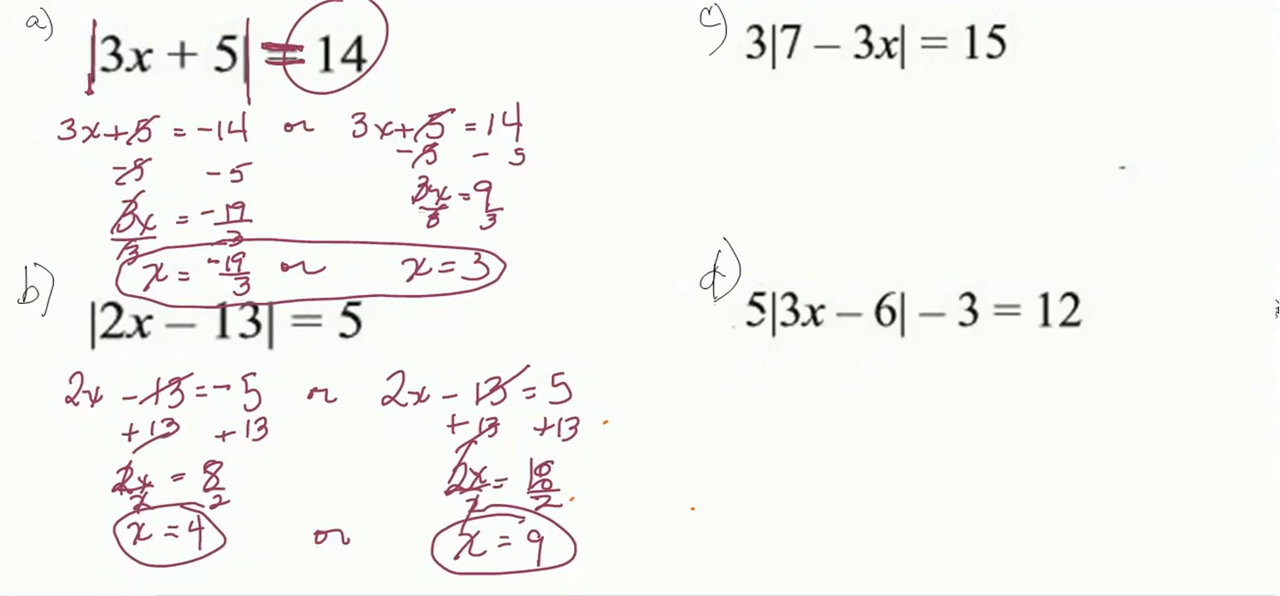 a)
|3x + 5| = 14
3x+5 = -14 or 3x+5 = 14
-5 -5 -5 - 5
3x/3 = -19/3 3x/3 = 9/3
x = -19/3 or x = 3
b)
|2x − 13| = 5
2x - 13 = -5 or 2x - 13 = 5
+13 +13 +13 +13
2x/2 = 8/2 2x/2 = 18/2
x = 4 or x = 9
c)
3|7 − 3x| = 15
d)
5|3x − 6| − 3 = 12